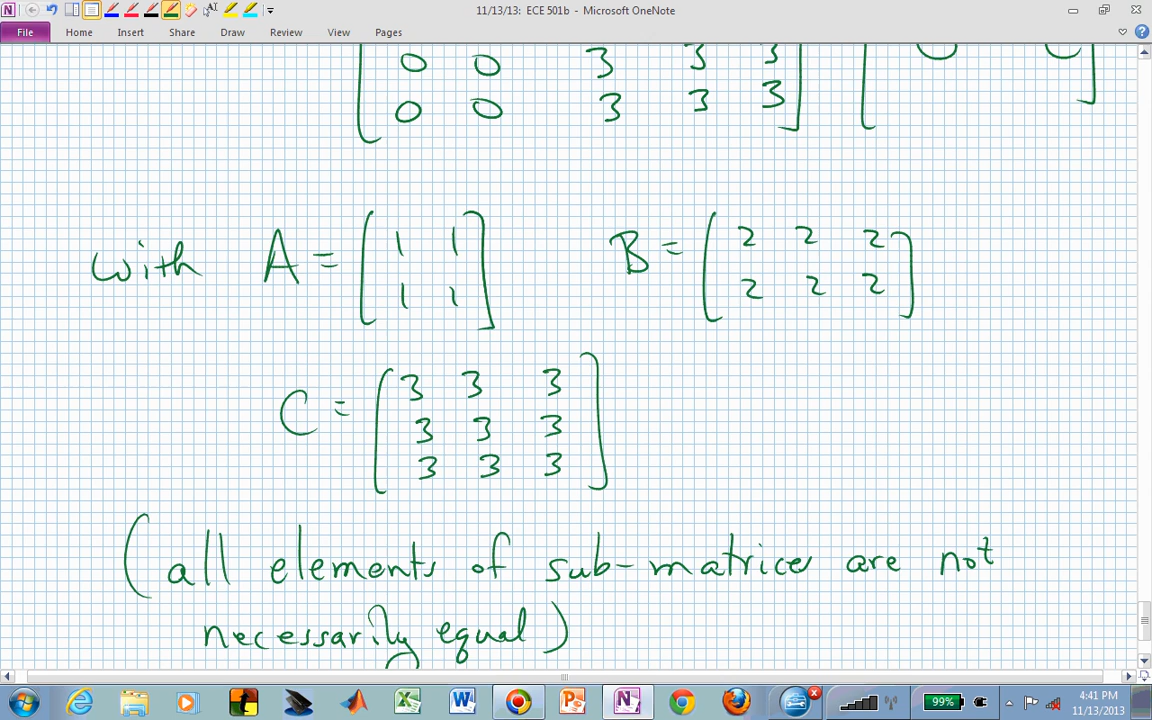 11/13/13: ECE 501b - Microsoft OneNote
File Home Insert Share Draw Review View Pages
0 0 3 3 3
0 0 3 3 3
With A = [ 1 1 B = [ 2 2 2
1 1 ] 2 2 2 ]
C = [ 3 3 3
3 3 3
3 3 3 ]
(all elements of sub-matrices are not
necessarily equal)
99% 4:41 PM
11/13/2013